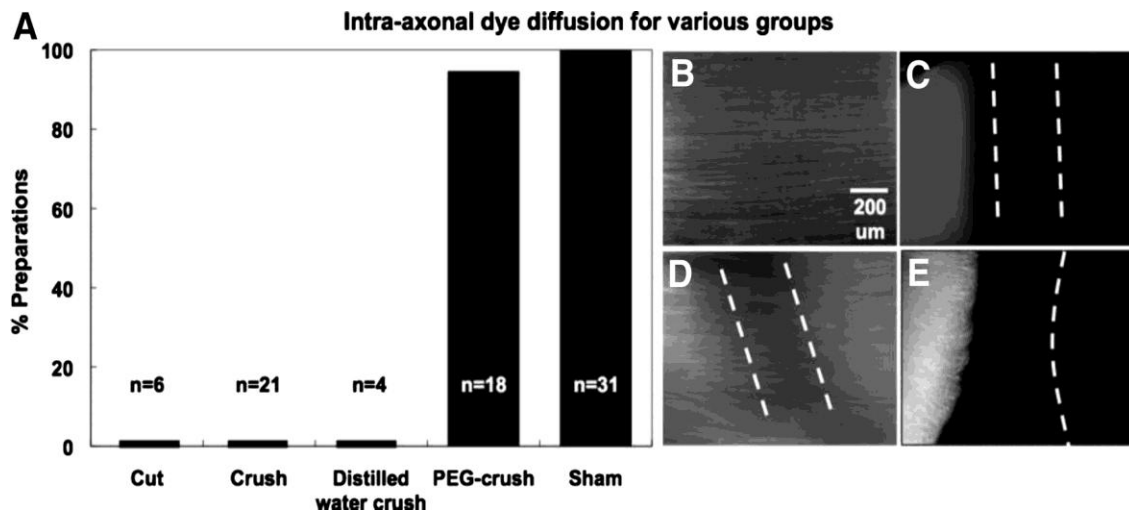 A
Intra-axonal dye diffusion for various groups
% Preparations
100
80
60
40
20
0
n=6
n=21
n=4
n=18
n=31
Cut
Crush
Distilled
water crush
PEG-crush
Sham
B
200
um
C
D
E